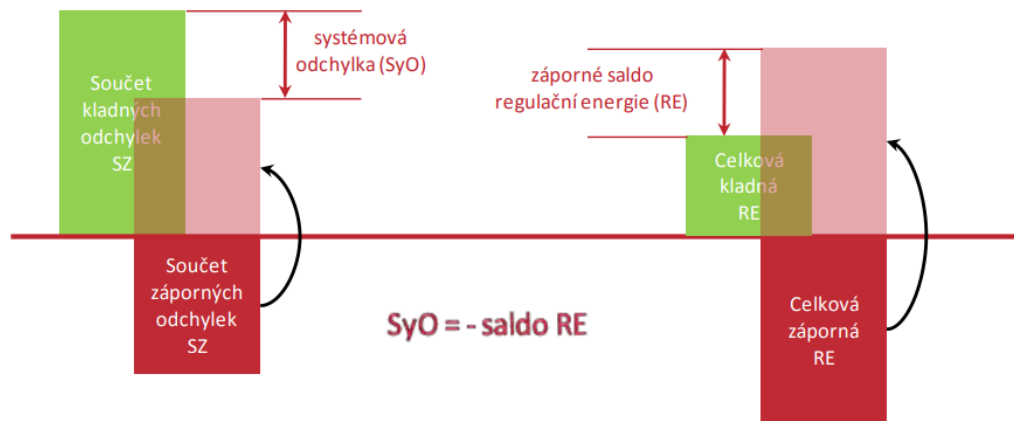 systémová
odchylka (SyO)
Součet
kladných
odchylek
SZ
Součet
záporných
odchylek
SZ
záporné saldo
regulační energie (RE)
Celková
kladná
RE
Celková
záporná
RE
SyO = - saldo RE